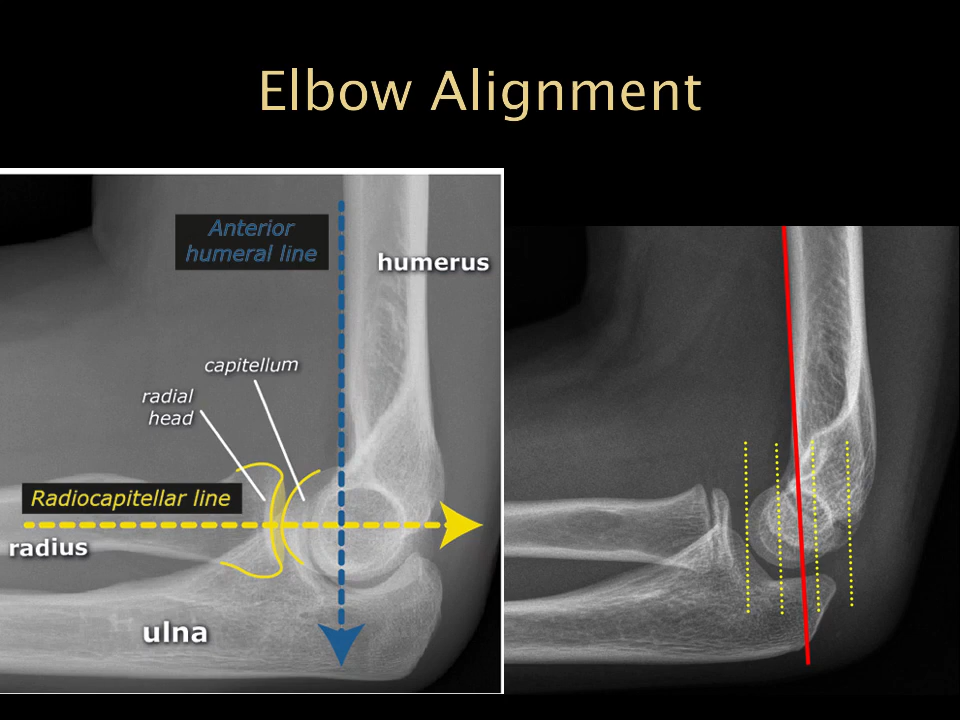 Elbow Alignment
Anterior
humeral line
humerus
capitellum
radial
head
Radiocapitellar line
radius
ulna